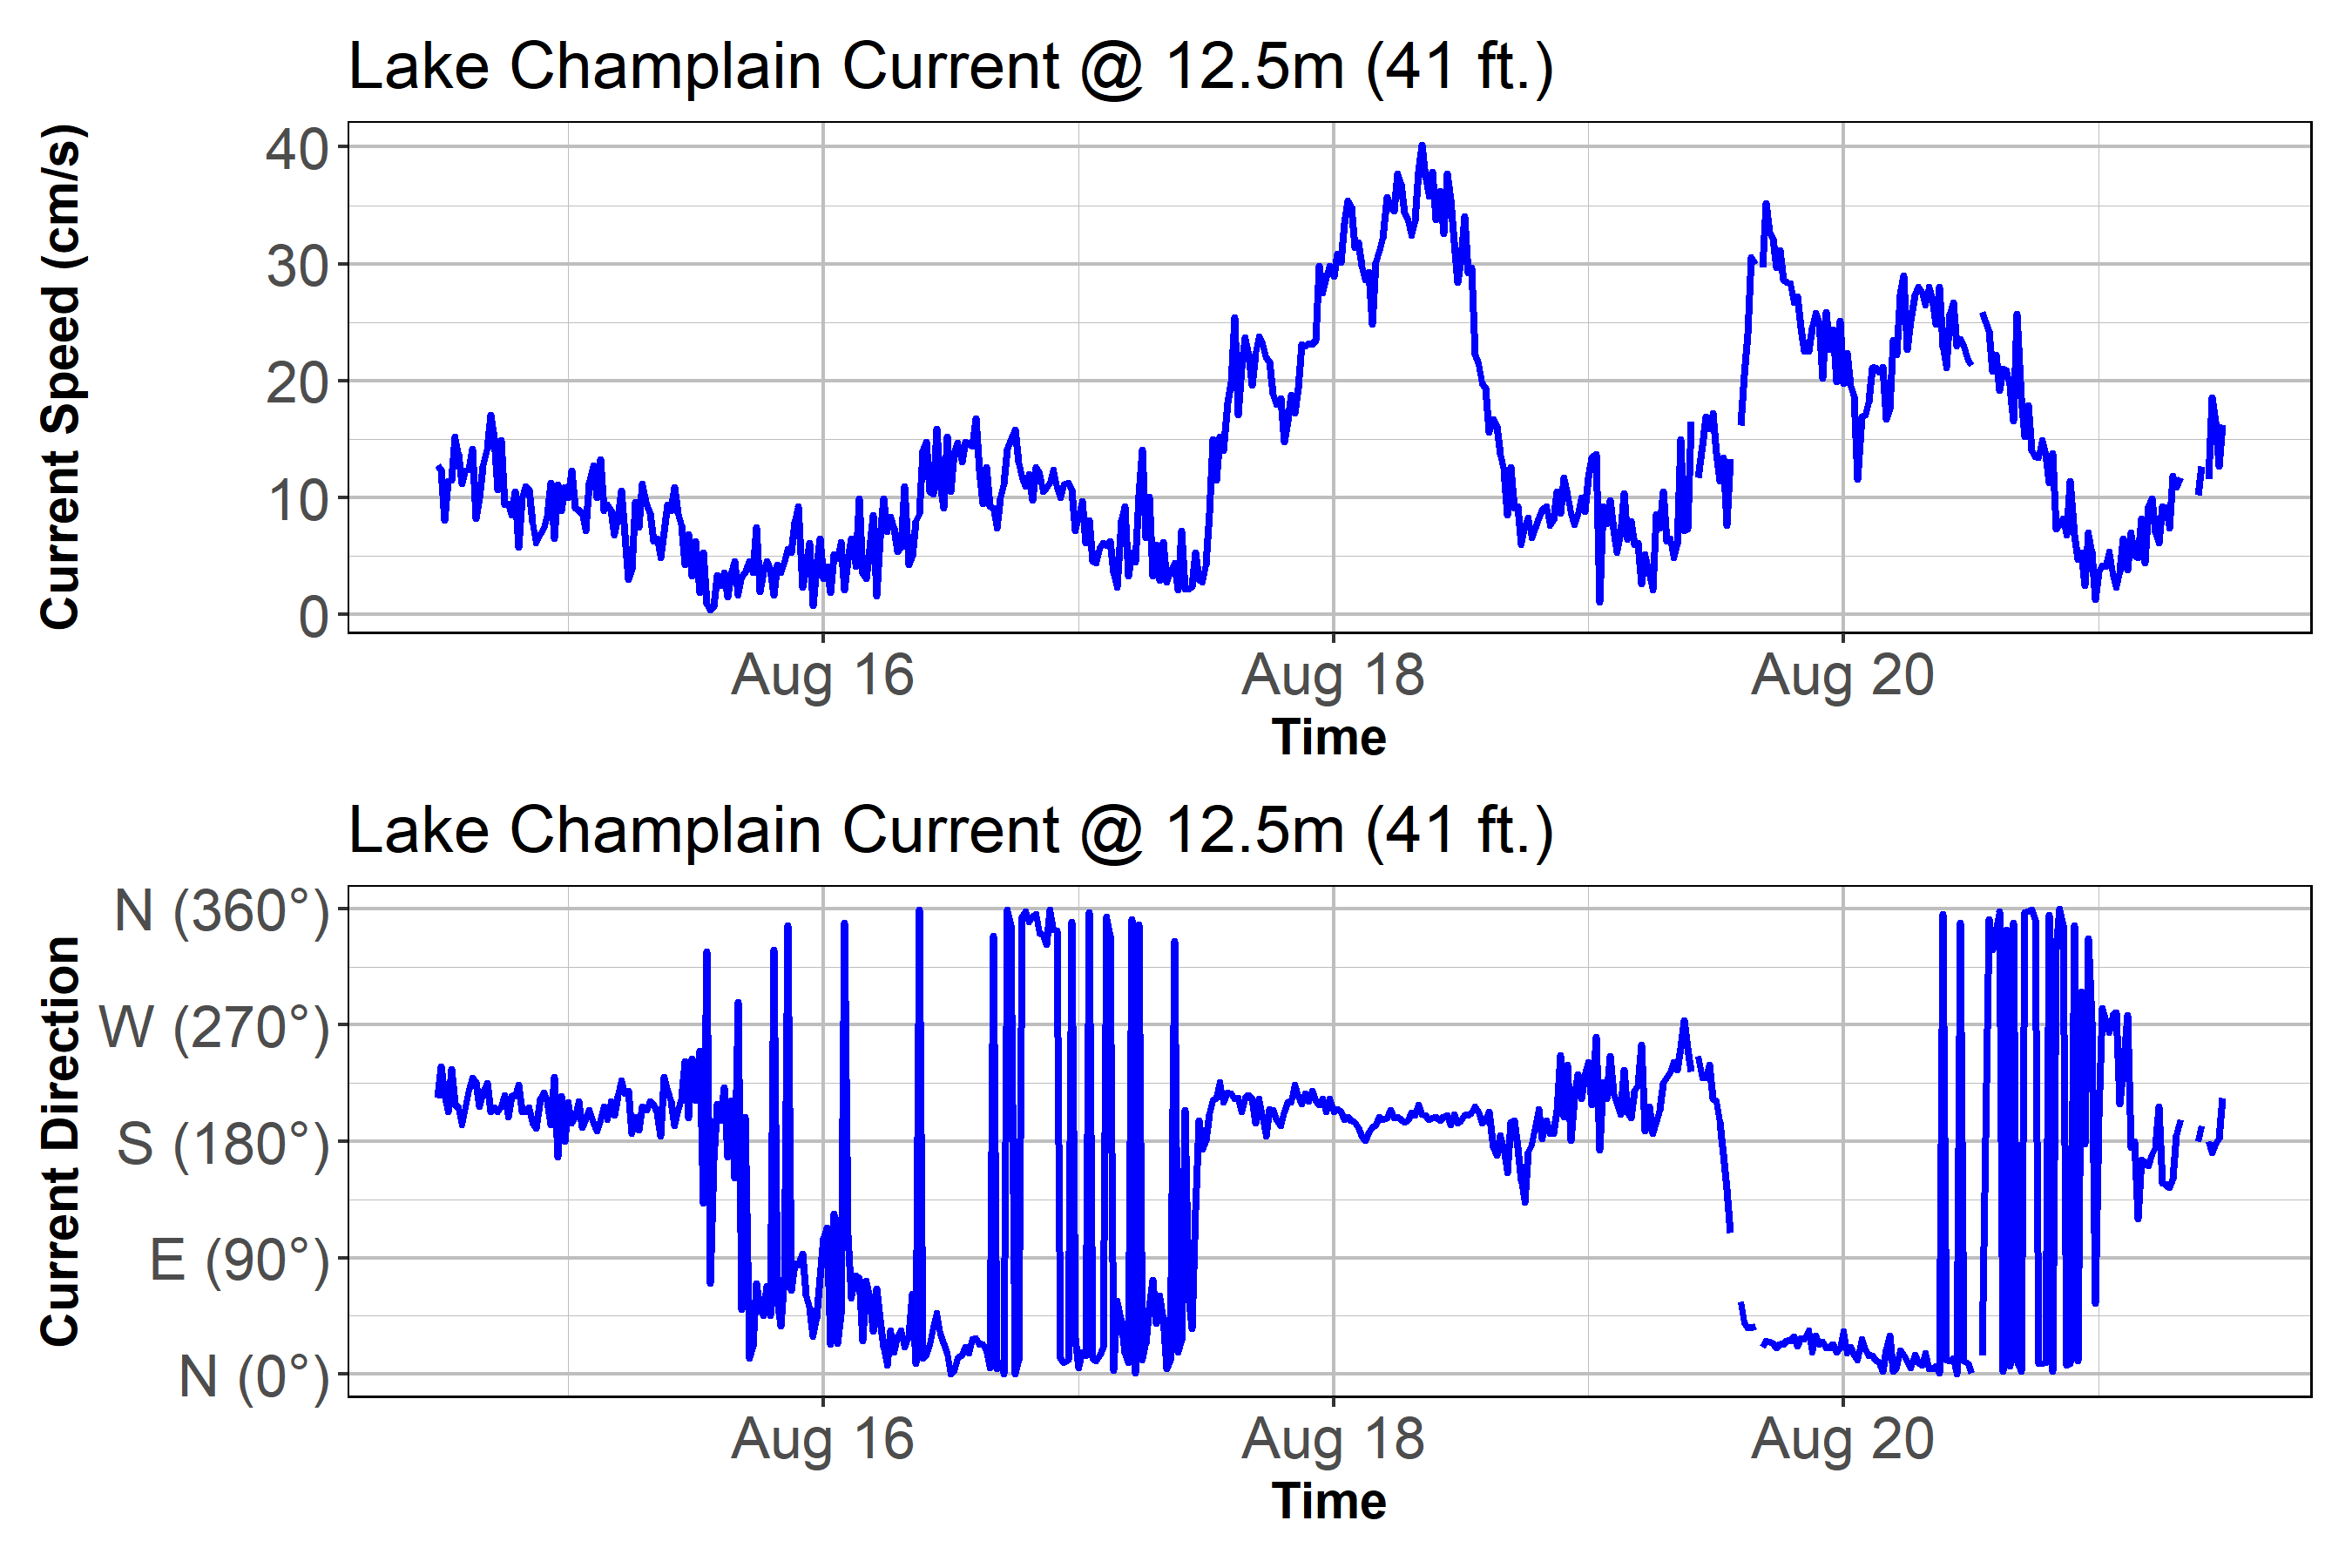 Lake Champlain Current @ 12.5m (41 ft.)
Current Speed (cm/s)
40
30
20
10
0
Aug 16 Aug 18 Aug 20
Time
Lake Champlain Current @ 12.5m (41 ft.)
Current Direction
N (360°)
W (270°)
S (180°)
E (90°)
N (0°)
Aug 16 Aug 18 Aug 20
Time